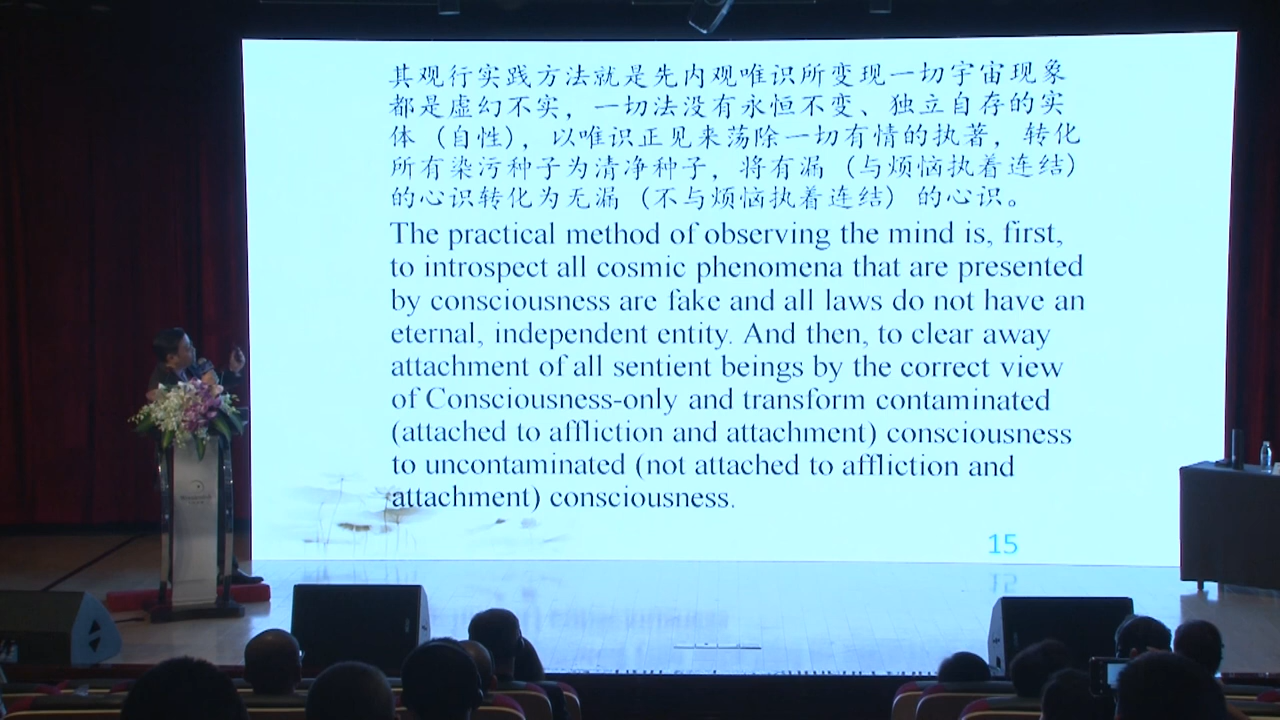 其观行实践方法就是先内观唯识所变现一切宇宙现象
都是虚幻不实，一切法没有永恒不变、独立自存的实
体（自性），以唯识正见来荡除一切有情的执著，转化
所有染污种子为清净种子，将有漏（与烦恼执着连结）
的心识转化为无漏（不与烦恼执着连结）的心识。
The practical method of observing the mind is, first,
to introspect all cosmic phenomena that are presented
by consciousness are fake and all laws do not have an
eternal, independent entity. And then, to clear away
attachment of all sentient beings by the correct view
of Consciousness-only and transform contaminated
(attached to affliction and attachment) consciousness
to uncontaminated (not attached to affliction and
attachment) consciousness.
15